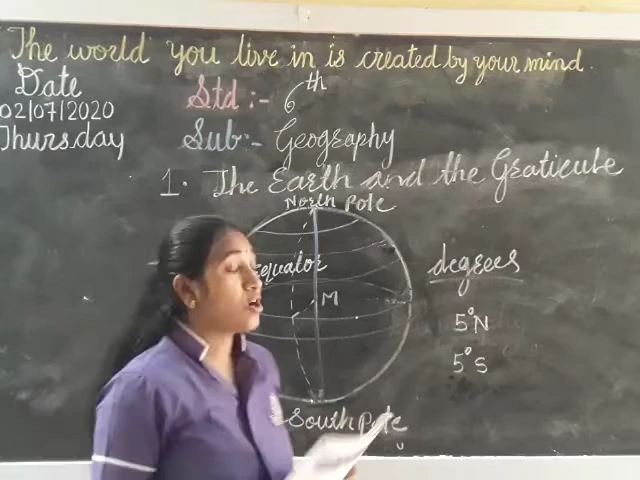 The world you live in is created by your mind.
Date
02/07/2020
Thursday
Std :- 6th
Sub :- Geography
1. The Earth and the Graticule
North Pole
equator
M
South Pole
degrees
5°N
5°S